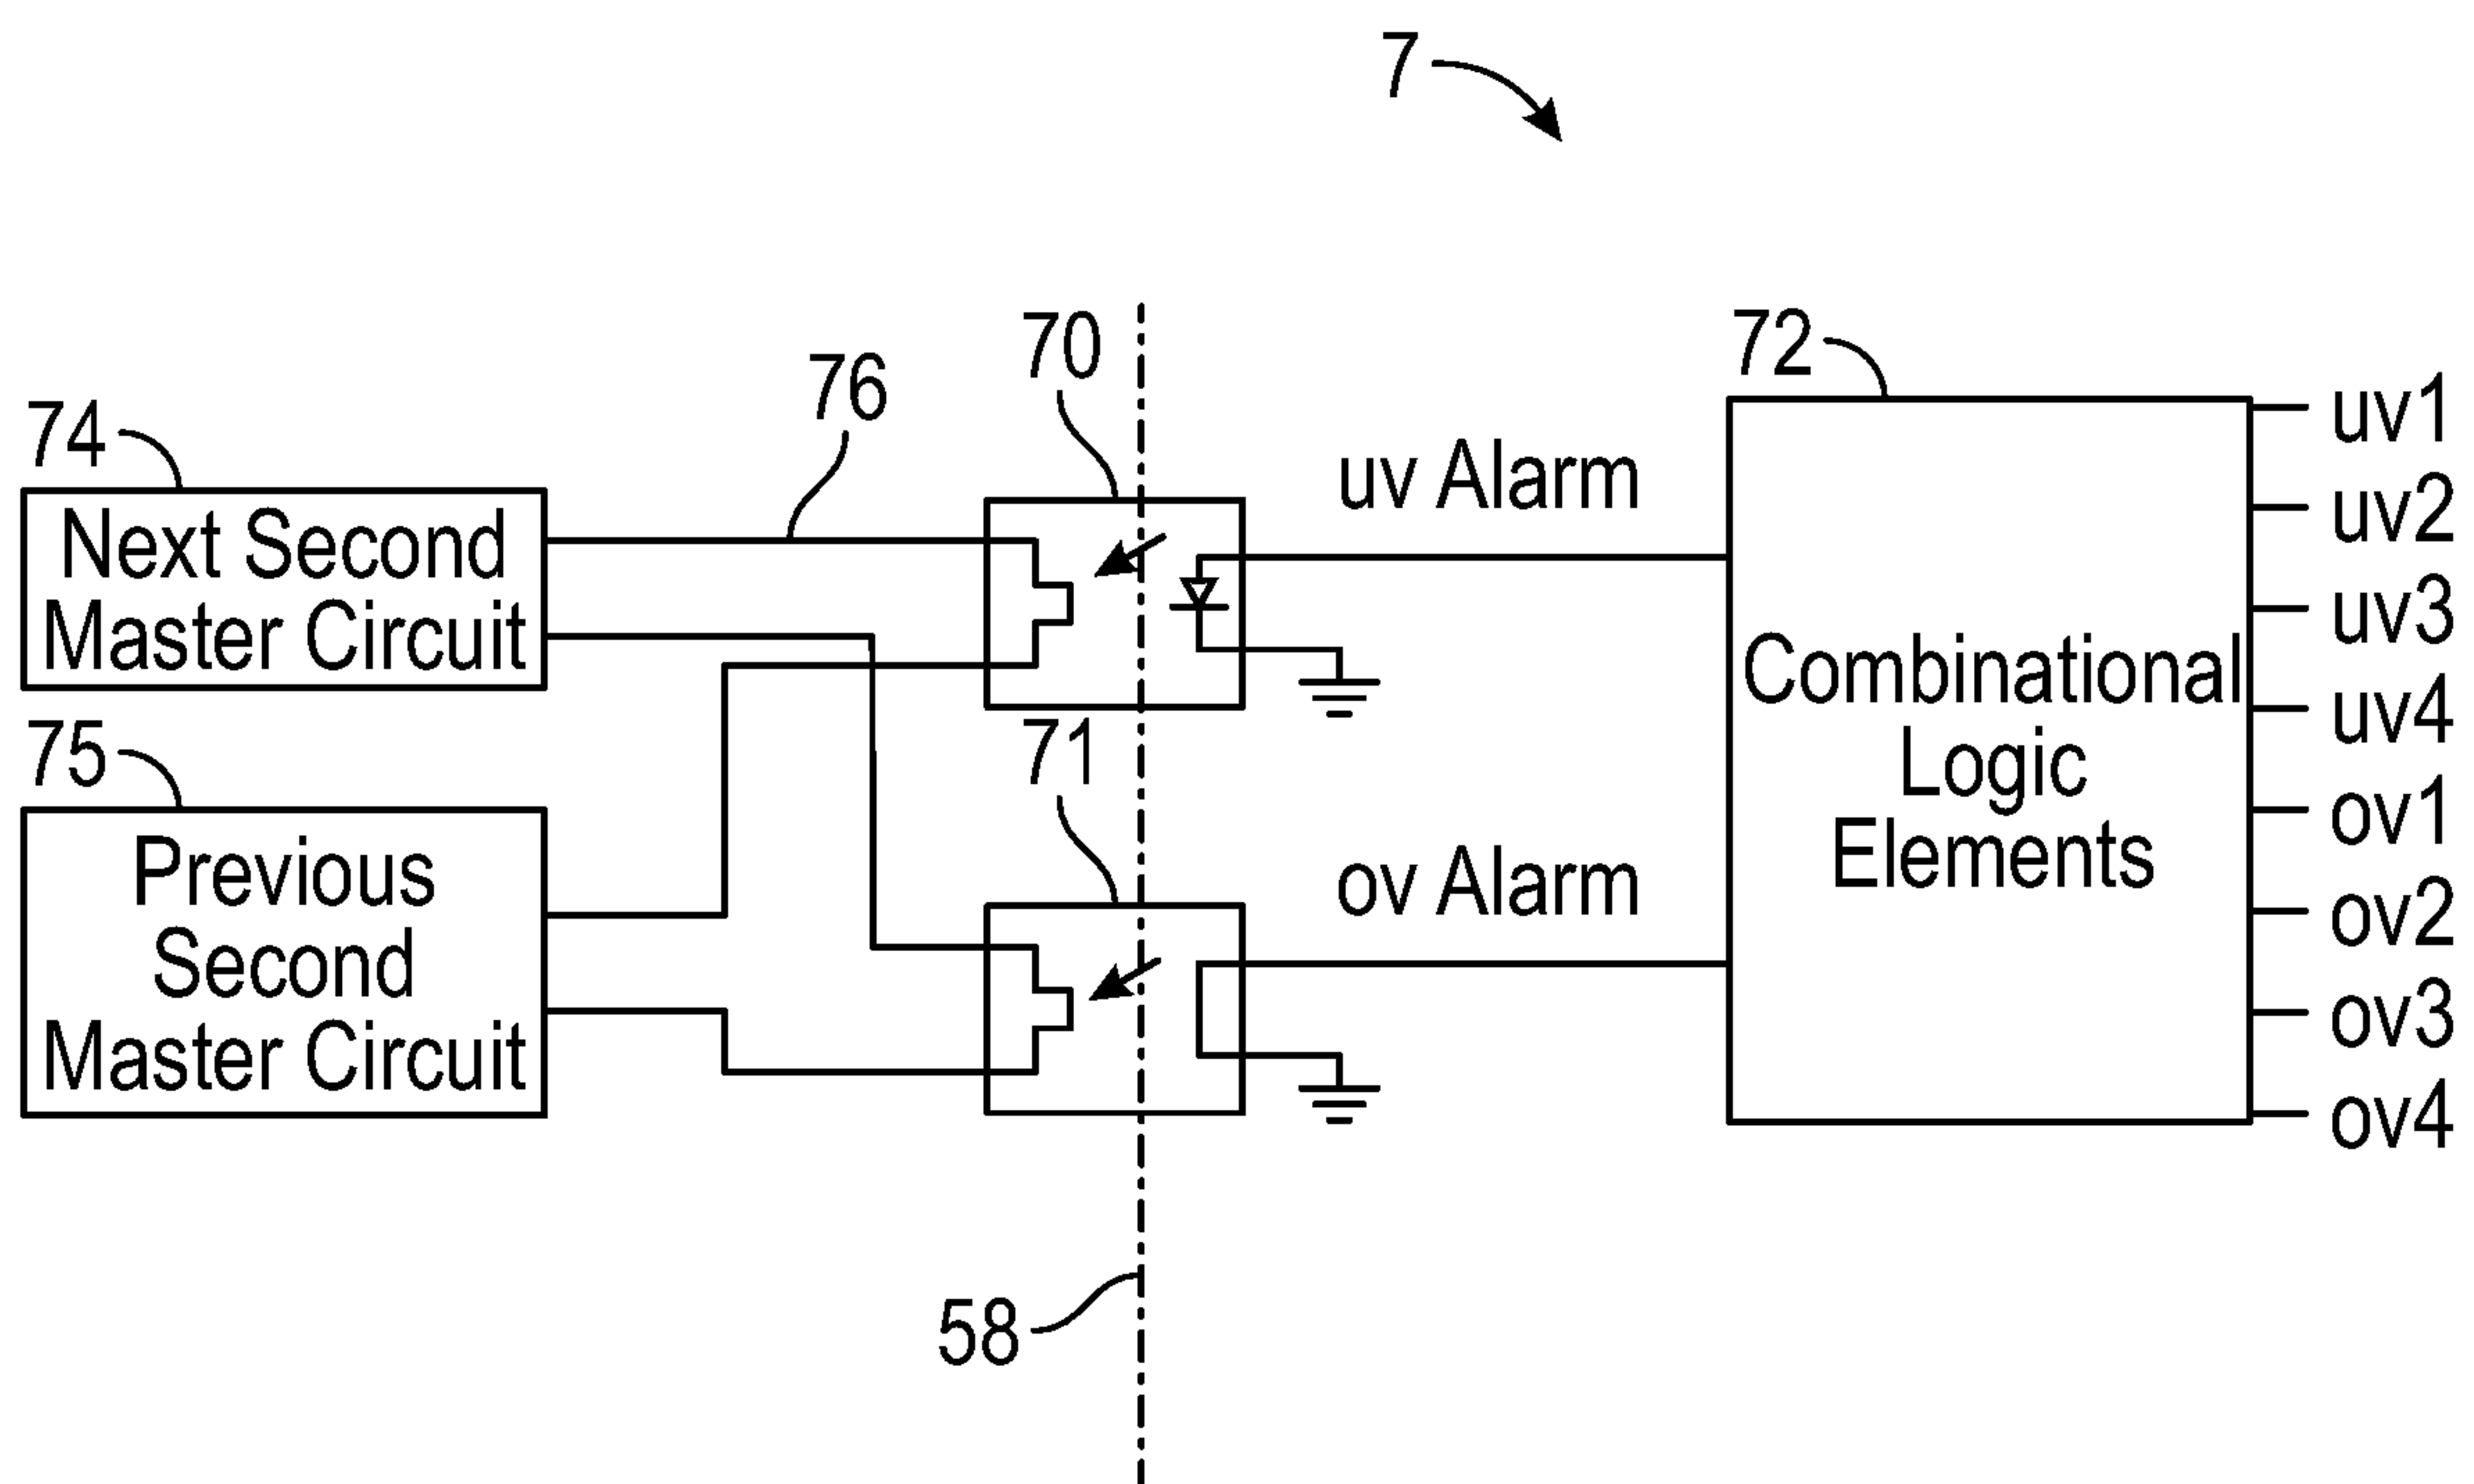 7
70
72
76
74
uv1
uv Alarm
uv2
Next Second
Master Circuit
uv3
Combinational
Logic
Elements
uv4
75
71
ov1
Previous
Second
Master Circuit
ov Alarm
ov2
ov3
ov4
58